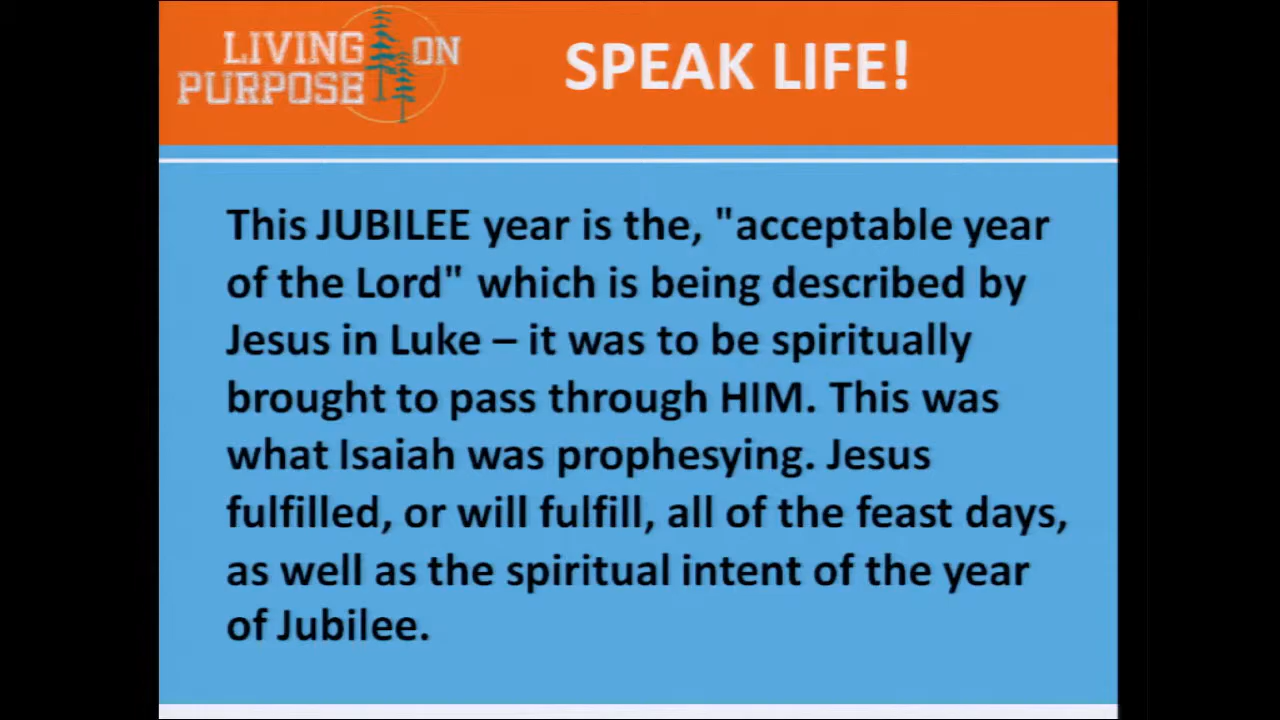 LIVING ON
PURPOSE
SPEAK LIFE!
This JUBILEE year is the, "acceptable year
of the Lord" which is being described by
Jesus in Luke – it was to be spiritually
brought to pass through HIM. This was
what Isaiah was prophesying. Jesus
fulfilled, or will fulfill, all of the feast days,
as well as the spiritual intent of the year
of Jubilee.